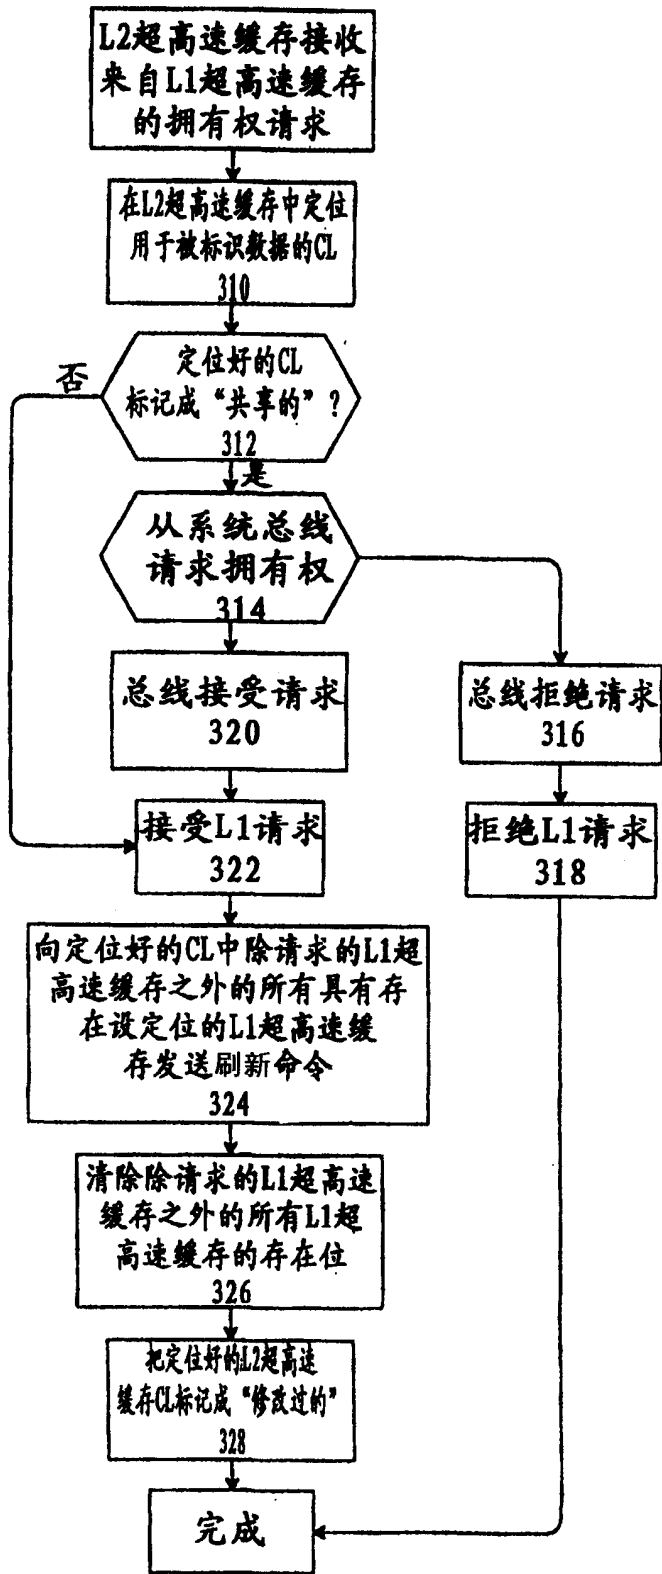 L2超高速缓存接收
来自L1超高速缓存
的拥有权请求
在L2超高速缓存中定位
用于被标识数据的CL
310
定位好的CL
标记成“共享的”?
312
否
是
从系统总线
请求拥有权
314
总线接受请求
320
总线拒绝请求
316
接受L1请求
322
拒绝L1请求
318
向定位好的CL中除请求的L1超
高速缓存之外的所有具有存
在设定位的L1超高速缓
存发送刷新命令
324
清除除请求的L1超高速
缓存之外的所有L1超
高速缓存的存在位
326
把定位好的L2超高速
缓存CL标记成“修改过的”
328
完成